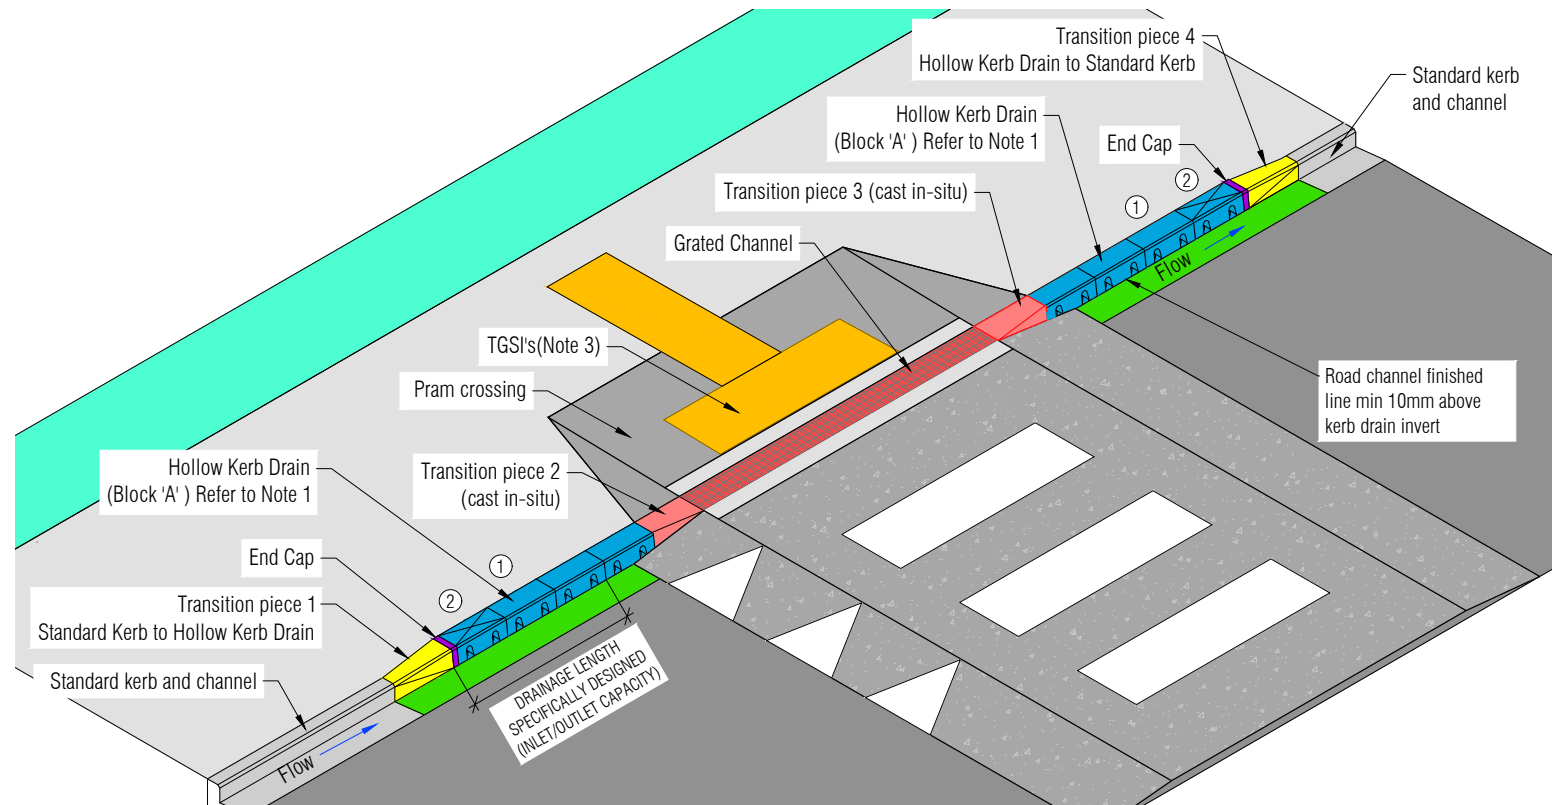 Transition piece 4
Hollow Kerb Drain to Standard Kerb
Standard kerb
and channel
Hollow Kerb Drain
(Block 'A' ) Refer to Note 1
End Cap
2
Transition piece 3 (cast in-situ)
1
Grated Channel
Flow
TGSI's(Note 3)
Pram crossing
Road channel finished
line min 10mm above
kerb drain invert
Hollow Kerb Drain
(Block 'A' ) Refer to Note 1
Transition piece 2
(cast in-situ)
End Cap
1
2
Transition piece 1
Standard Kerb to Hollow Kerb Drain
Standard kerb and channel
DRAINAGE LENGTH
SPECIFICALLY DESIGNED
(INLET/OUTLET CAPACITY)
Flow